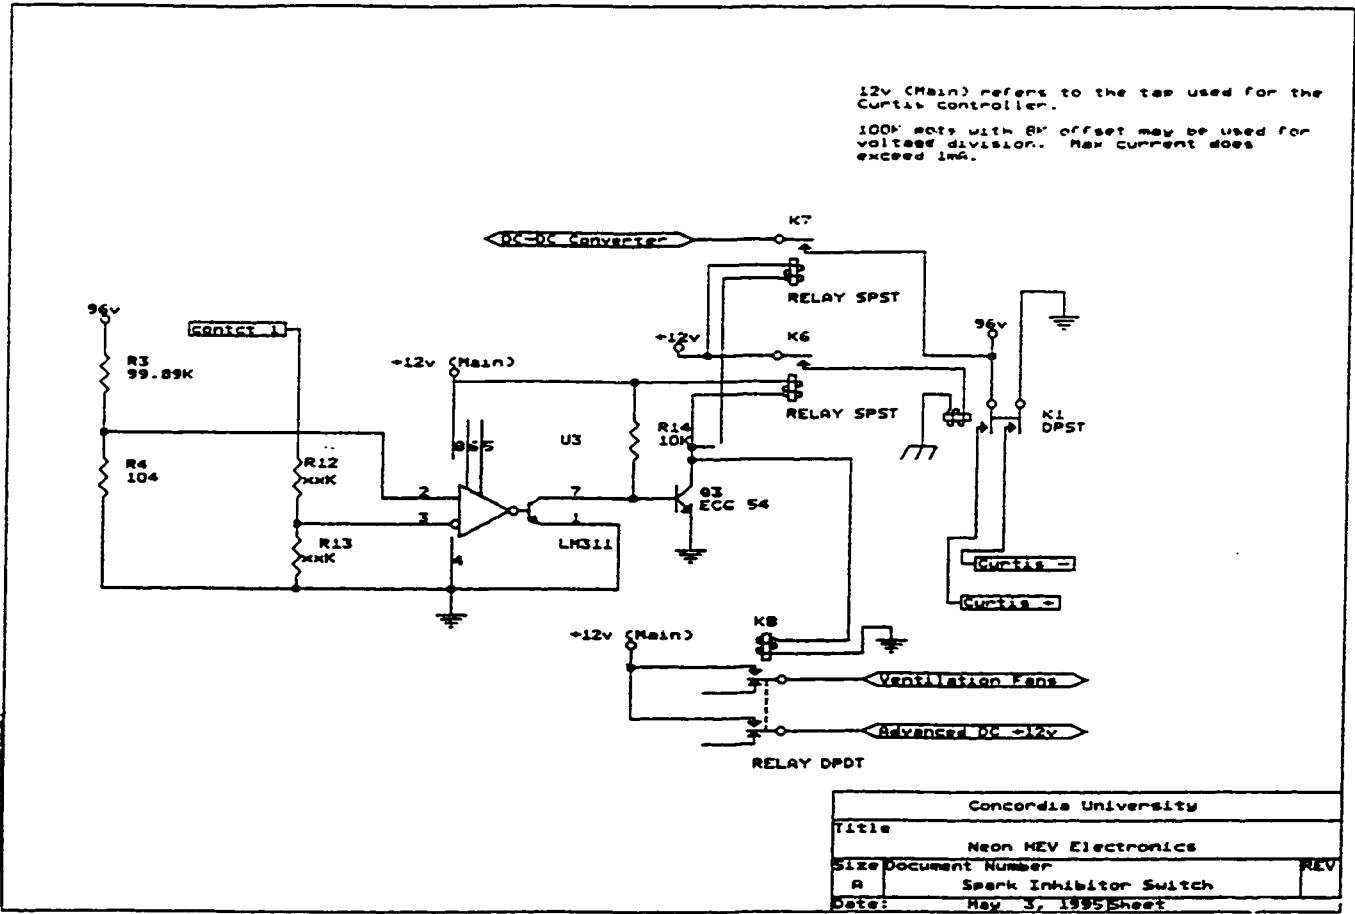 12v (Main) refers to the tap used for the
Curtis controller.
100K pots with 8K offset may be used for
voltage division. Max current does
exceed 1mA.
K7
DC-DC Converter
RELAY SPST
96v
contct 1
+12v
K6
96v
R3
99.89K
+12v (Main)
RELAY SPST
K1
DPST
R14
10K
U3
8 6 5
R4
104
R12
xxK
2
7
Q3
ECG 54
3
1
R13
xxK
LM311
4
Curtis -
Curtis +
K8
+12v (Main)
Ventilation Fans
Advanced DC +12v
RELAY DPDT
Concordia University
Title
Neon HEV Electronics
Size Document Number REV
A Spark Inhibitor Switch
Date: May 3, 1995 Sheet